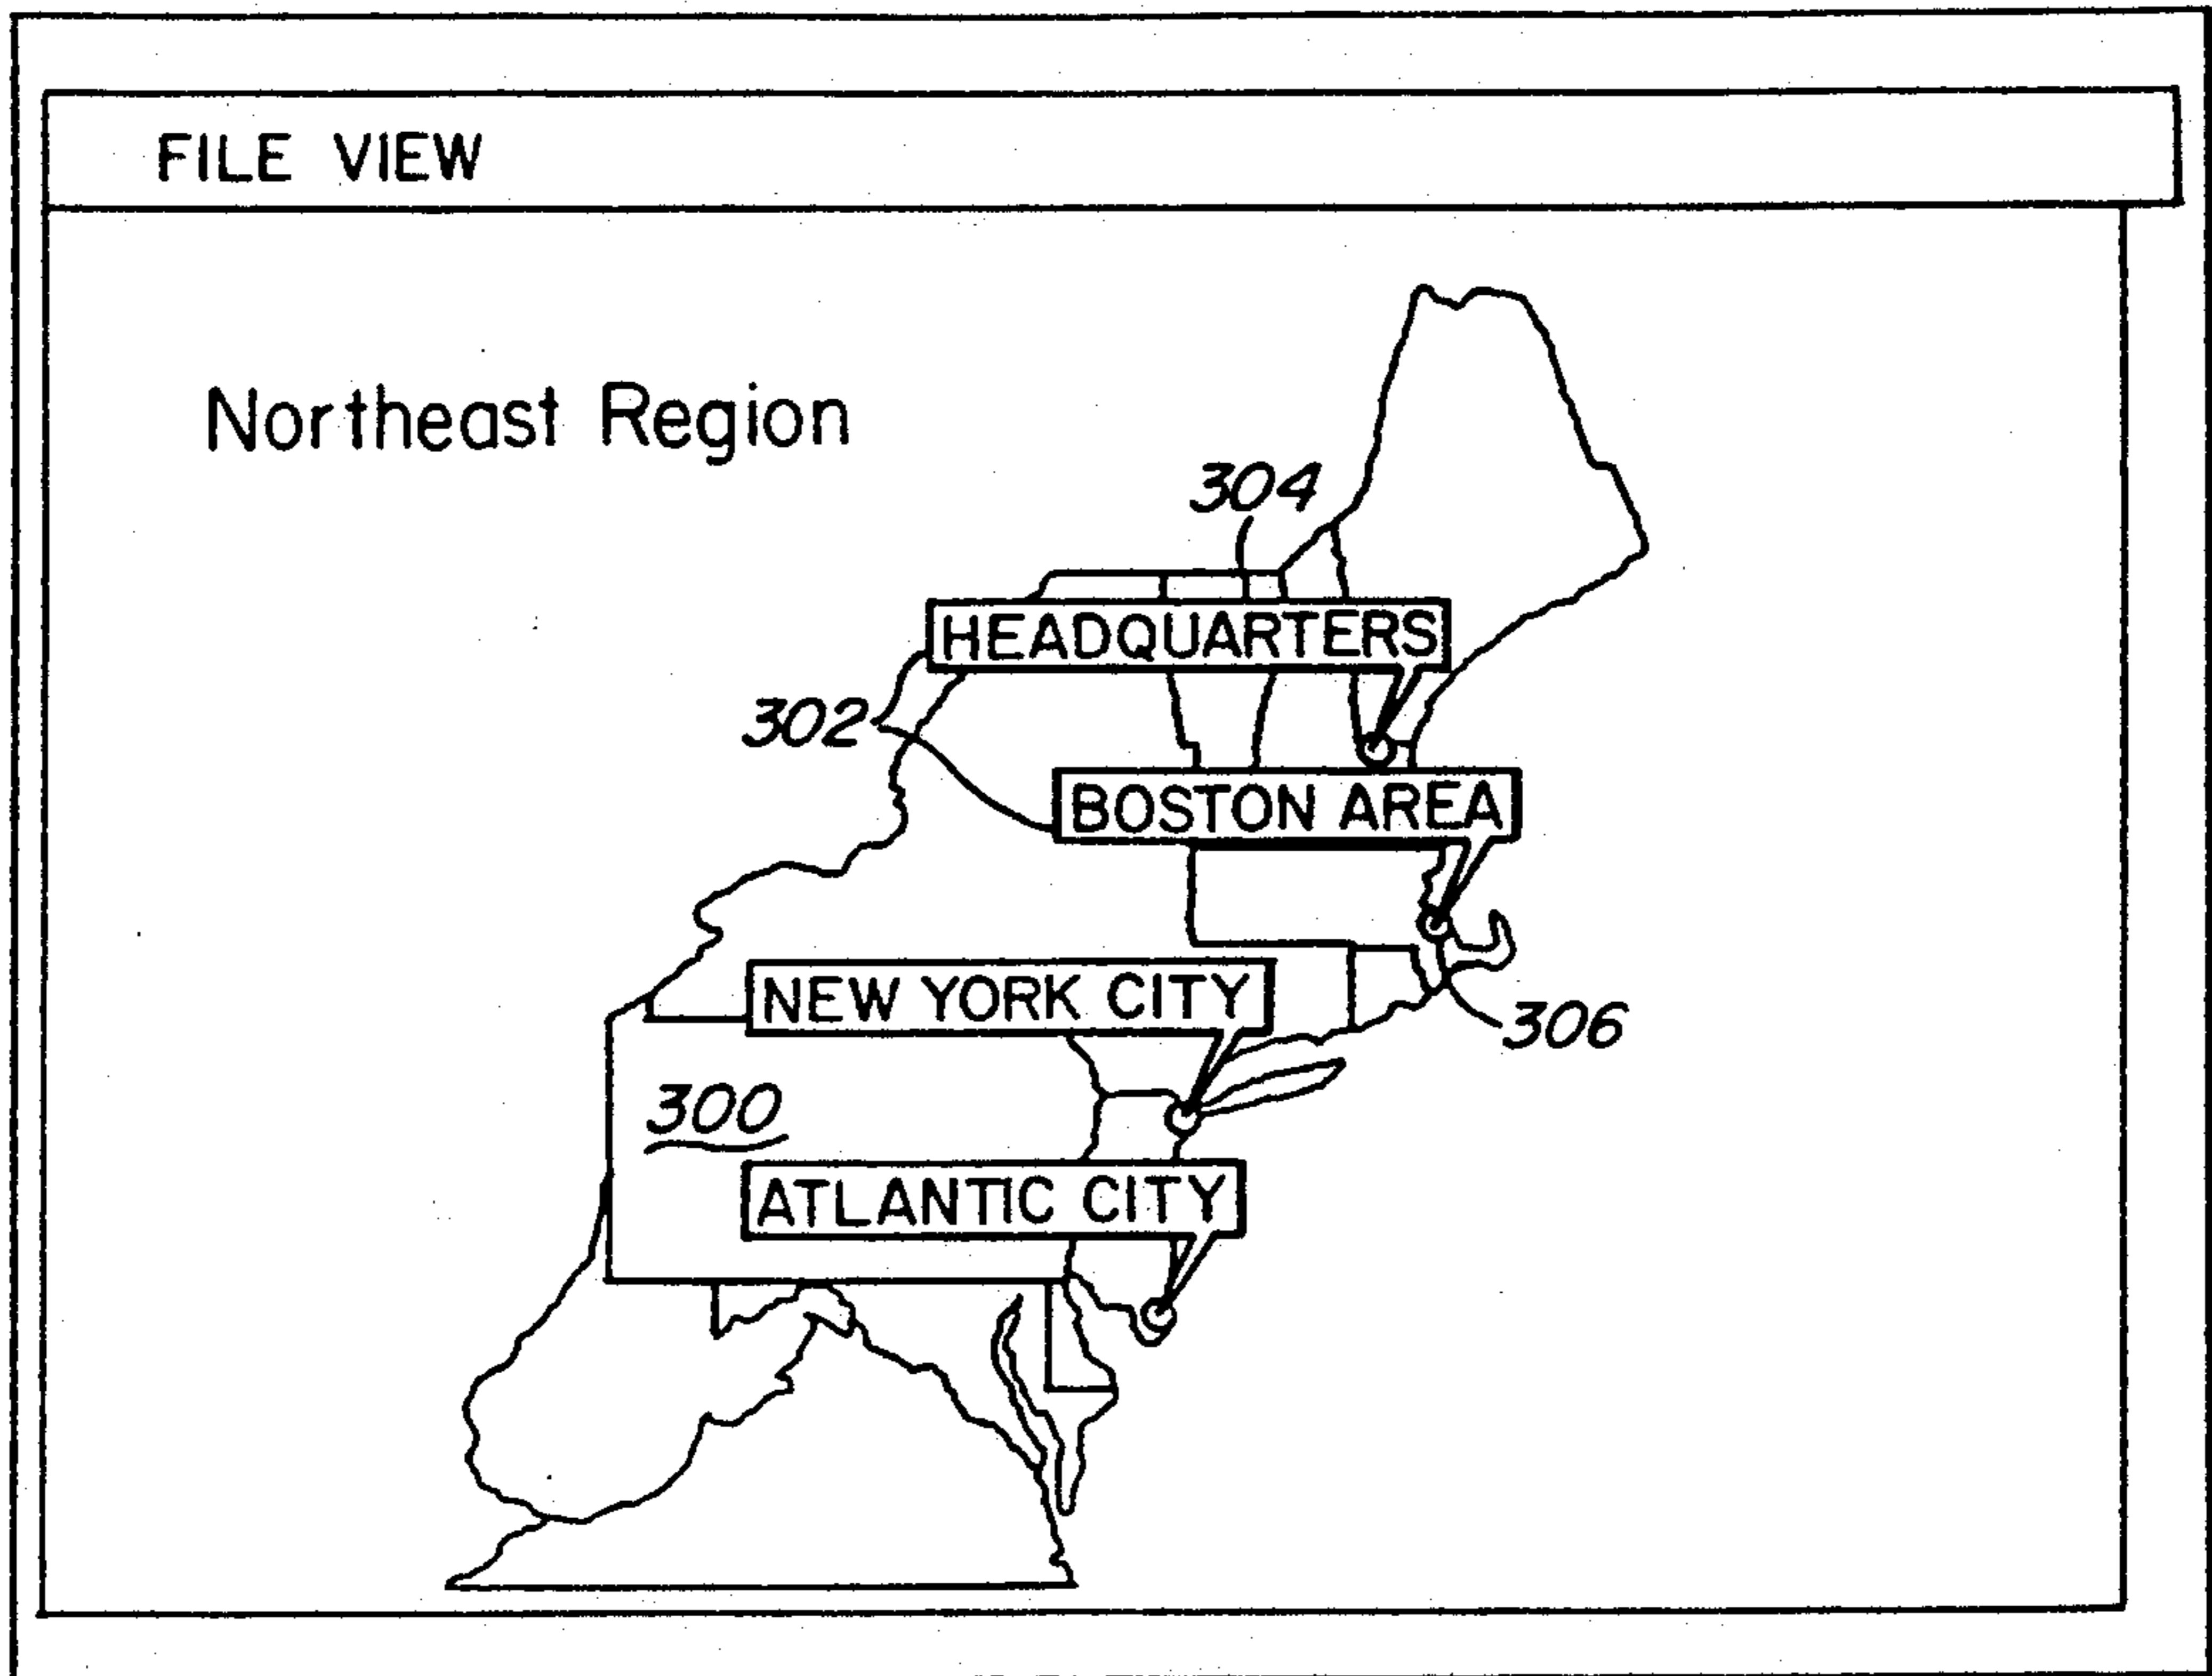 FILE VIEW
Northeast Region
304
HEADQUARTERS
302
BOSTON AREA
NEW YORK CITY
306
300
ATLANTIC CITY